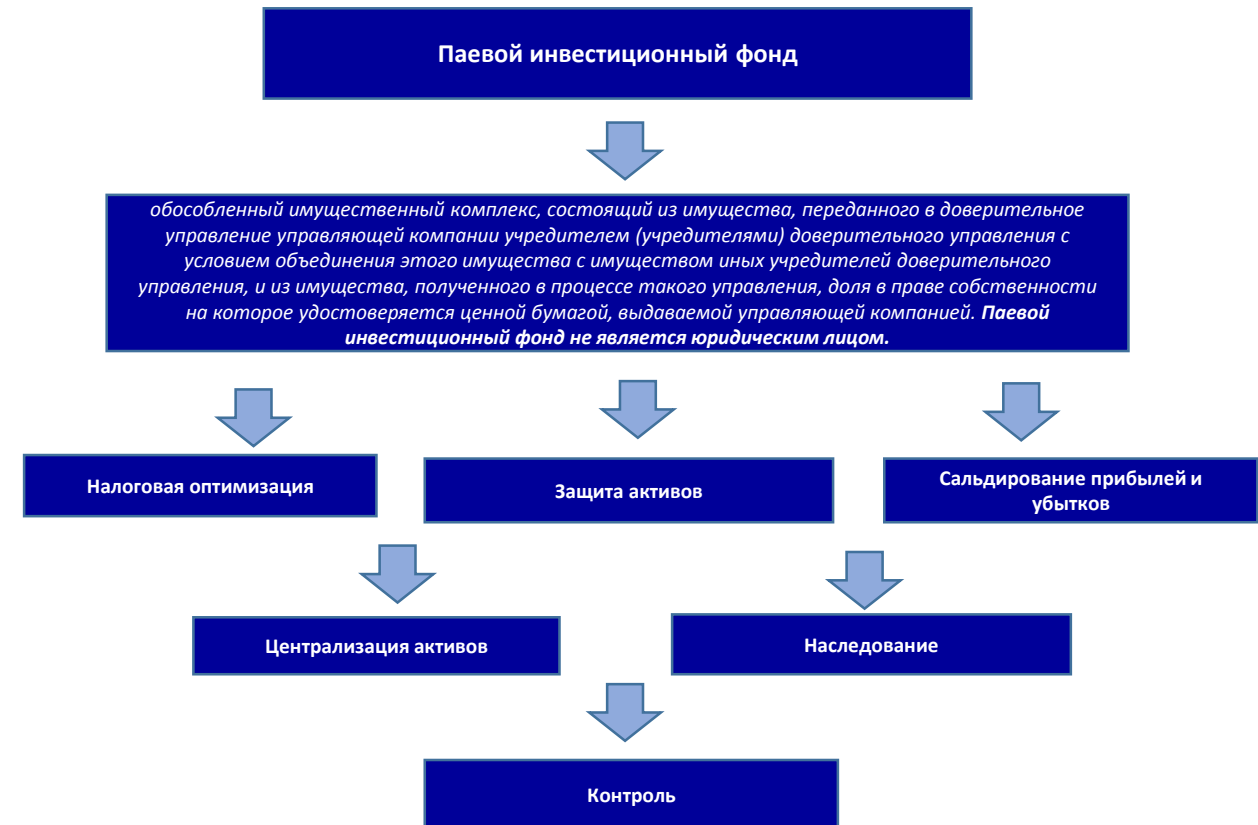 Паевой инвестиционный фонд
обособленный имущественный комплекс, состоящий из имущества, переданного в доверительное
управление управляющей компании учредителем (учредителями) доверительного управления с
условием объединения этого имущества с имуществом иных учредителей доверительного
управления, и из имущества, полученного в процессе такого управления, доля в праве собственности
на которое удостоверяется ценной бумагой, выдаваемой управляющей компанией. Паевой
инвестиционный фонд не является юридическим лицом.
Налоговая оптимизация
Защита активов
Сальдирование прибылей и
убытков
Централизация активов
Наследование
Контроль